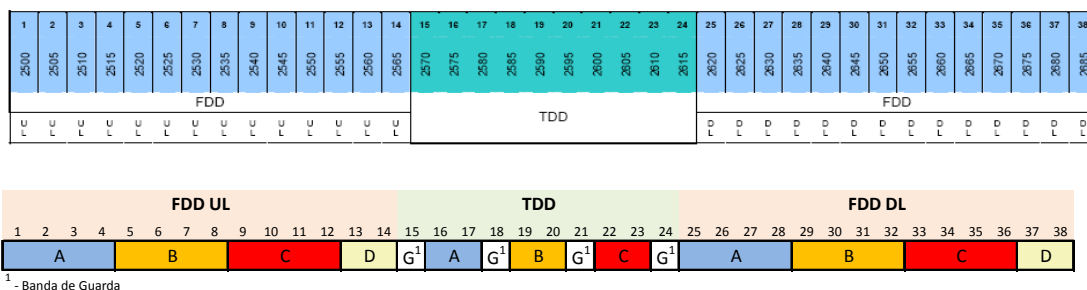 1 2 3 4 5 6 7 8 9 10 11 12 13 14 15 16 17 18 19 20 21 22 23 24 25 26 27 28 29 30 31 32 33 34 35 36 37 38
2500 2505 2510 2515 2520 2525 2530 2535 2540 2545 2550 2555 2560 2565 2570 2575 2580 2585 2590 2595 2600 2605 2610 2615 2620 2625 2630 2635 2640 2645 2650 2655 2660 2665 2670 2675 2680 2685
FDD TDD FDD
UL UL UL UL UL UL UL UL UL UL UL UL UL UL DL DL DL DL DL DL DL DL DL DL DL DL DL DL
FDD UL TDD FDD DL
1 2 3 4 5 6 7 8 9 10 11 12 13 14 15 16 17 18 19 20 21 22 23 24 25 26 27 28 29 30 31 32 33 34 35 36 37 38
A B C D G¹ A G¹ B G¹ C G¹ A B C D
¹ - Banda de Guarda